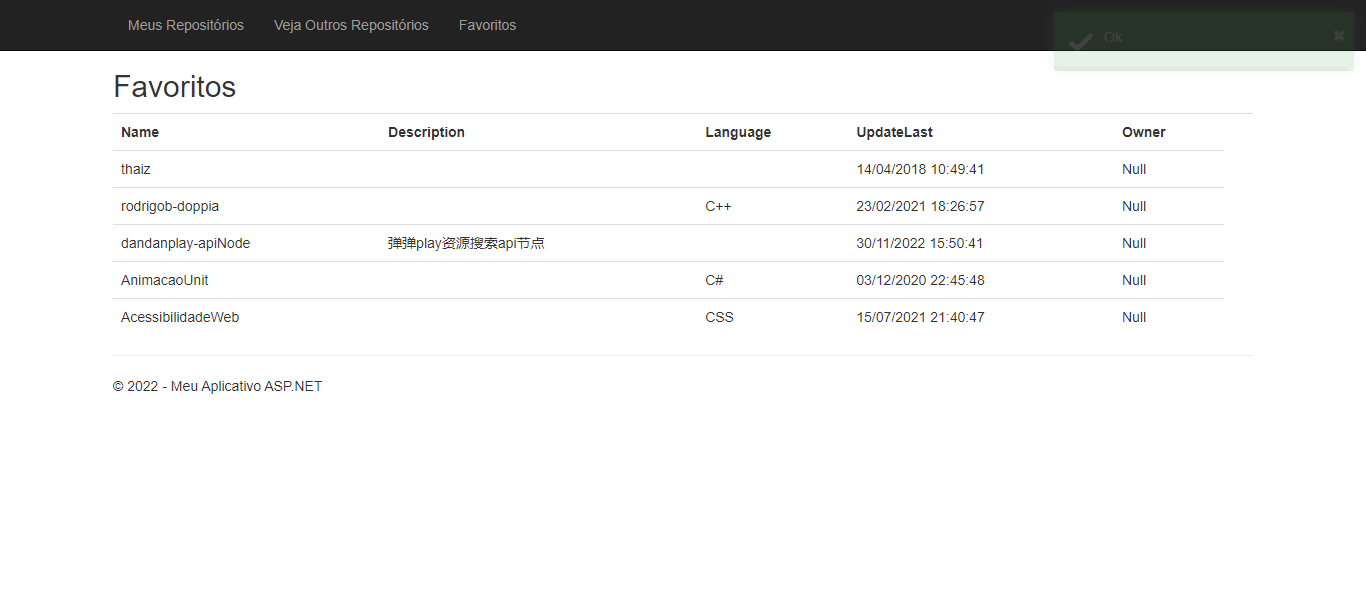 Meus Repositórios Veja Outros Repositórios Favoritos
Ok ✖
Favoritos
Name Description Language UpdateLast Owner
thaiz 14/04/2018 10:49:41 Null
rodrigob-doppia C++ 23/02/2021 18:26:57 Null
dandanplay-apiNode 弹弹play资源搜索api节点 30/11/2022 15:50:41 Null
AnimacaoUnit C# 03/12/2020 22:45:48 Null
AcessibilidadeWeb CSS 15/07/2021 21:40:47 Null
© 2022 - Meu Aplicativo ASP.NET